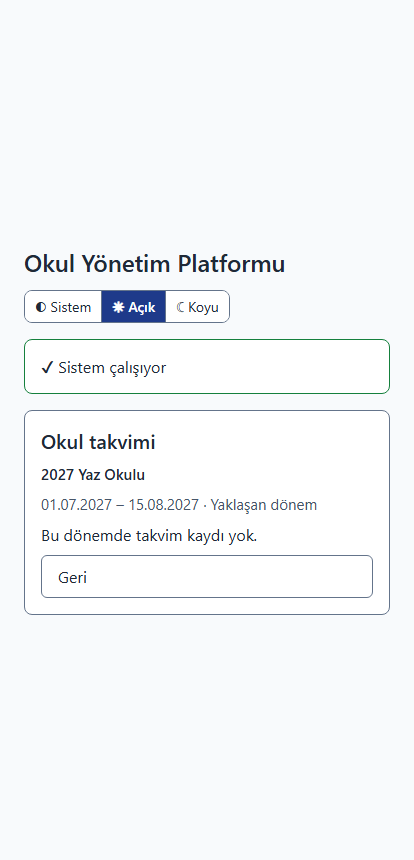 Okul Yönetim Platformu
◐ Sistem ☀ Açık ☾ Koyu
✓ Sistem çalışıyor
Okul takvimi
2027 Yaz Okulu
01.07.2027 – 15.08.2027 · Yaklaşan dönem
Bu dönemde takvim kaydı yok.
Geri